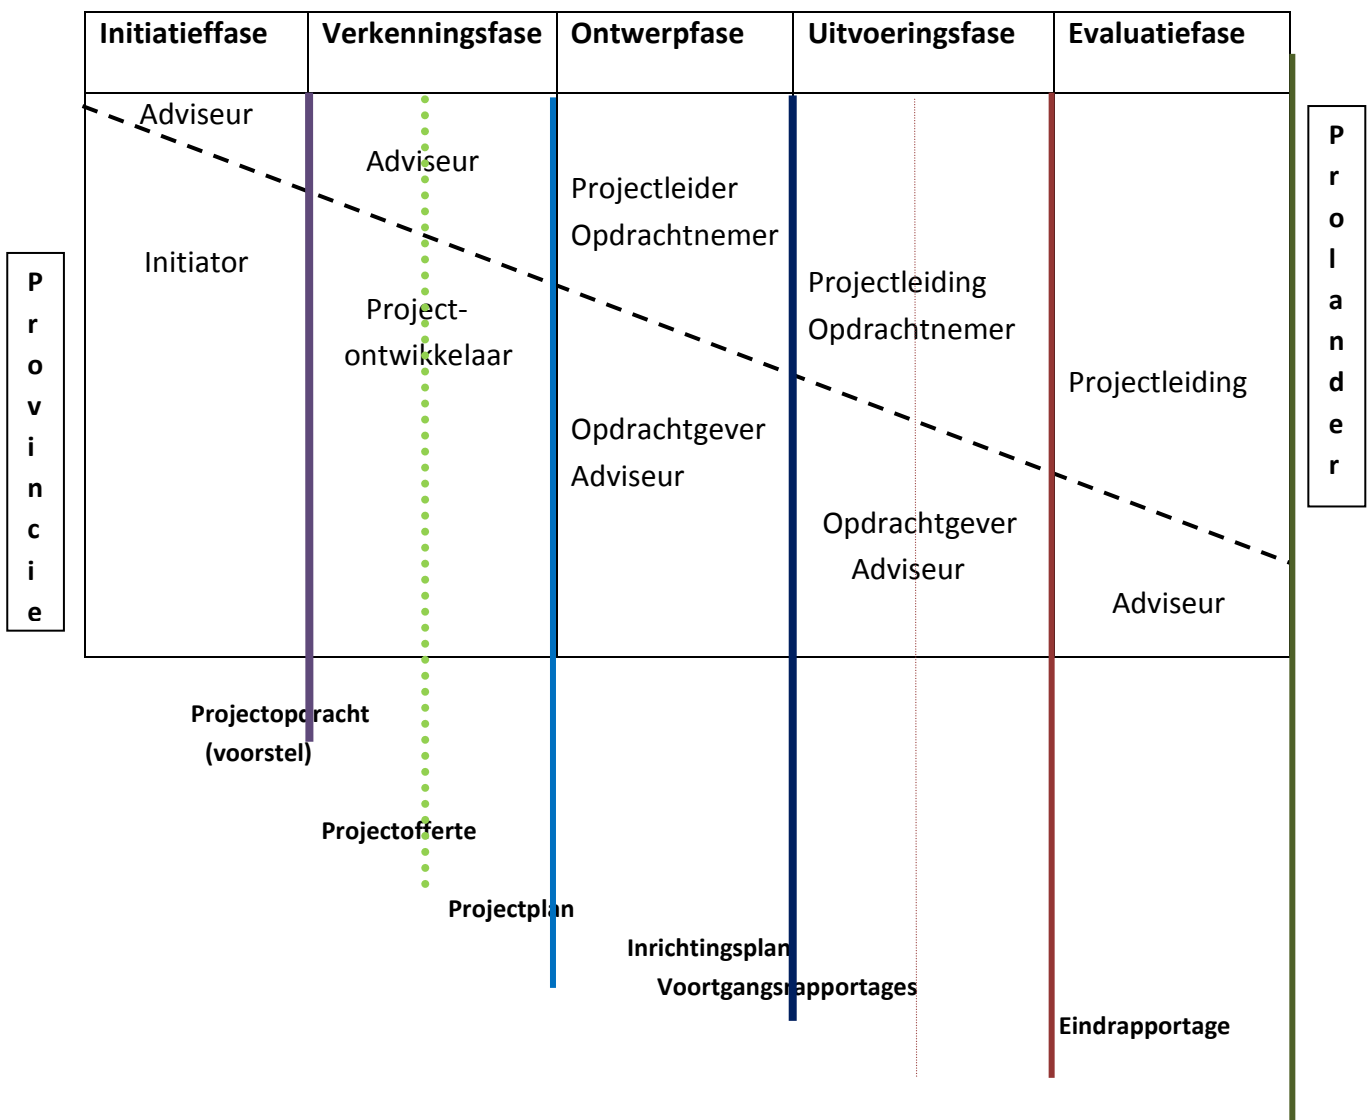 Initiatieffase
Verkenningsfase
Ontwerpfase
Uitvoeringsfase
Evaluatiefase
Adviseur
Initiator
Adviseur
Project-
ontwikkelaar
Projectleider
Opdrachtnemer
Opdrachtgever
Adviseur
Projectleiding
Opdrachtnemer
Opdrachtgever
Adviseur
Projectleiding
Adviseur
Provincie
Prolander
Projectopdracht
(voorstel)
Projectofferte
Projectplan
Inrichtingsplan
Voortgangsrapportages
Eindrapportage